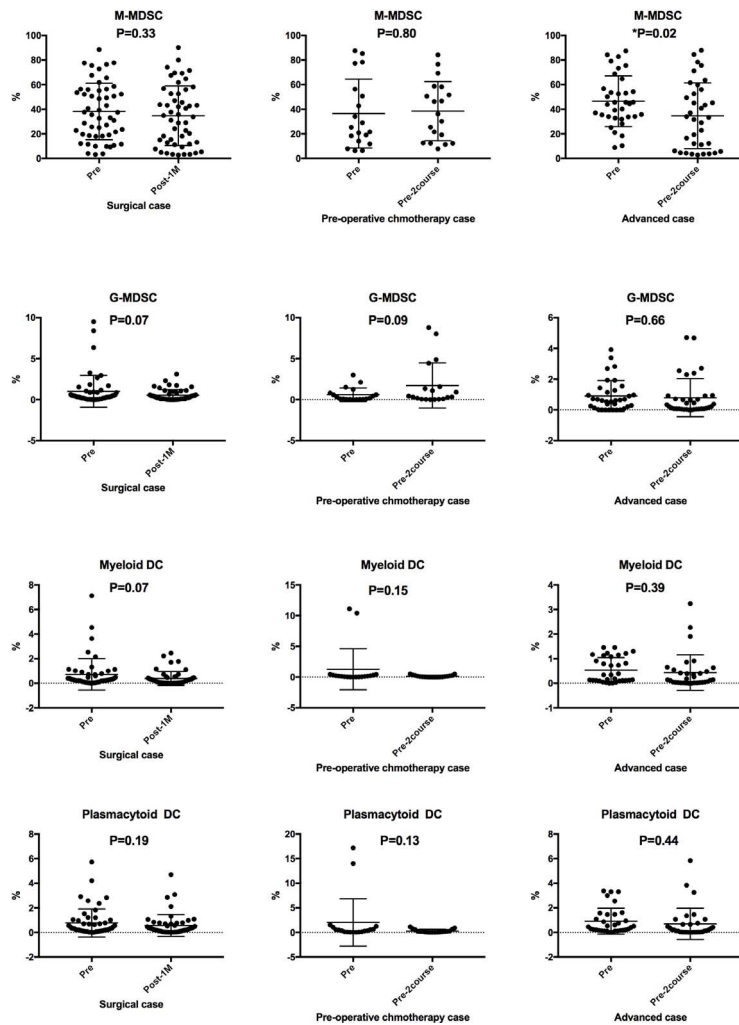 M-MDSC
P=0.33
100
80
60
40
20
0
%
Pre
Post-1M
Surgical case
M-MDSC
P=0.80
100
80
60
40
20
0
%
Pre
Pre-2course
Pre-operative chmotherapy case
M-MDSC
*P=0.02
100
80
60
40
20
0
%
Pre
Pre-2course
Advanced case
G-MDSC
P=0.07
10
5
0
-5
%
Pre
Post-1M
Surgical case
G-MDSC
P=0.09
10
5
0
-5
%
Pre
Pre-2course
Pre-operative chmotherapy case
G-MDSC
P=0.66
6
4
2
0
-2
%
Pre
Pre-2course
Advanced case
Myeloid DC
P=0.07
8
6
4
2
0
-2
%
Pre
Post-1M
Surgical case
Myeloid DC
P=0.15
15
10
5
0
-5
%
Pre
Pre-2course
Pre-operative chmotherapy case
Myeloid DC
P=0.39
4
3
2
1
0
-1
%
Pre
Pre-2course
Advanced case
Plasmacytoid DC
P=0.19
8
6
4
2
0
-2
%
Pre
Post-1M
Surgical case
Plasmacytoid DC
P=0.13
20
15
10
5
0
-5
%
Pre
Pre-2course
Pre-operative chmotherapy case
Plasmacytoid DC
P=0.44
8
6
4
2
0
-2
%
Pre
Pre-2course
Advanced case